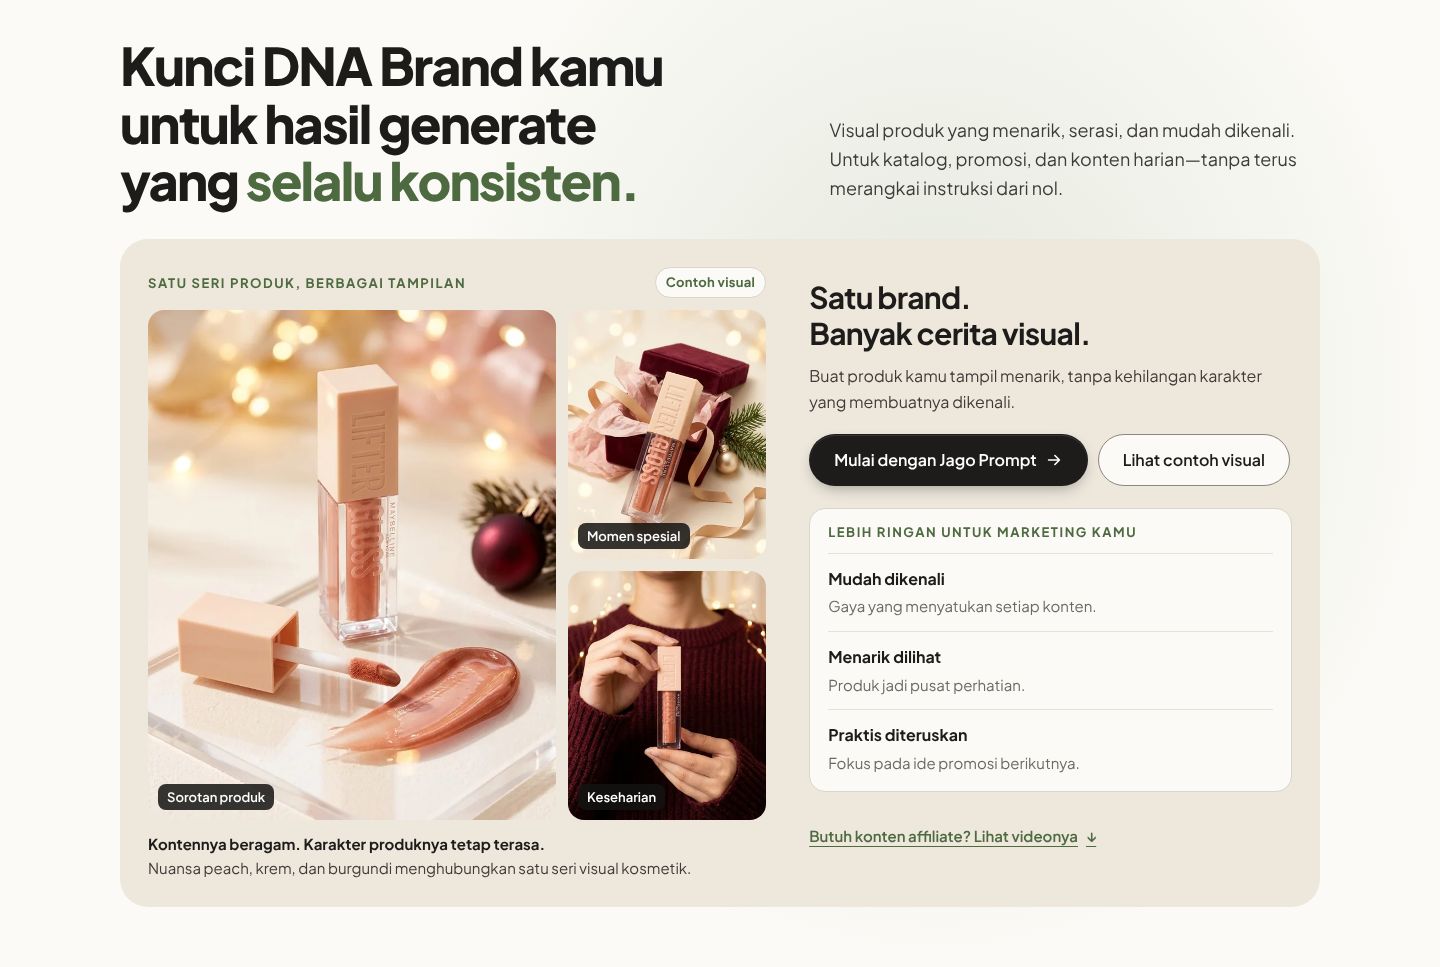 Kunci DNA Brand kamu
untuk hasil generate
yang selalu konsisten.
Visual produk yang menarik, serasi, dan mudah dikenali.
Untuk katalog, promosi, dan konten harian—tanpa terus
merangkai instruksi dari nol.
SATU SERI PRODUK, BERBAGAI TAMPILAN
Contoh visual
LIFTER
GLOSS
MAYBELLINE
Sorotan produk
LIFTER
GLOSS
Momen spesial
LIFTER
Keseharian
Kontennya beragam. Karakter produknya tetap terasa.
Nuansa peach, krem, dan burgundi menghubungkan satu seri visual kosmetik.
Satu brand.
Banyak cerita visual.
Buat produk kamu tampil menarik, tanpa kehilangan karakter
yang membuatnya dikenali.
Mulai dengan Jago Prompt →
Lihat contoh visual
LEBIH RINGAN UNTUK MARKETING KAMU
Mudah dikenali
Gaya yang menyatukan setiap konten.
Menarik dilihat
Produk jadi pusat perhatian.
Praktis diteruskan
Fokus pada ide promosi berikutnya.
Butuh konten affiliate? Lihat videonya ↓